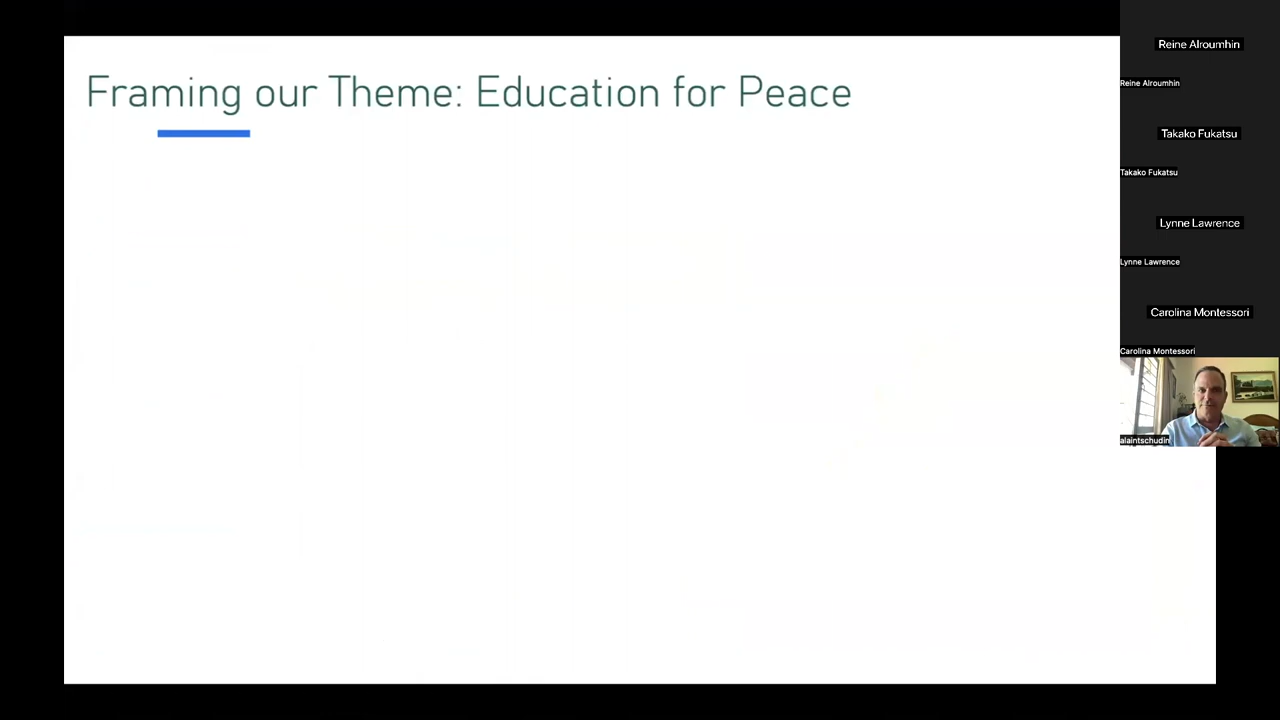 Framing our Theme: Education for Peace
Reine Alroumhin
Reine Alroumhin
Takako Fukatsu
Takako Fukatsu
Lynne Lawrence
Lynne Lawrence
Carolina Montessori
Carolina Montessori
alaintschudin